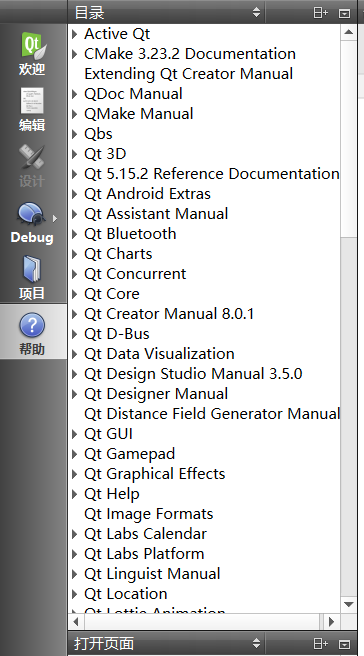 目录
欢迎
编辑
设计
Debug
项目
帮助
Active Qt
CMake 3.23.2 Documentation
Extending Qt Creator Manual
QDoc Manual
QMake Manual
Qbs
Qt 3D
Qt 5.15.2 Reference Documentation
Qt Android Extras
Qt Assistant Manual
Qt Bluetooth
Qt Charts
Qt Concurrent
Qt Core
Qt Creator Manual 8.0.1
Qt D-Bus
Qt Data Visualization
Qt Design Studio Manual 3.5.0
Qt Designer Manual
Qt Distance Field Generator Manual
Qt GUI
Qt Gamepad
Qt Graphical Effects
Qt Help
Qt Image Formats
Qt Labs Calendar
Qt Labs Platform
Qt Linguist Manual
Qt Location
Qt Lottie Animation
打开页面